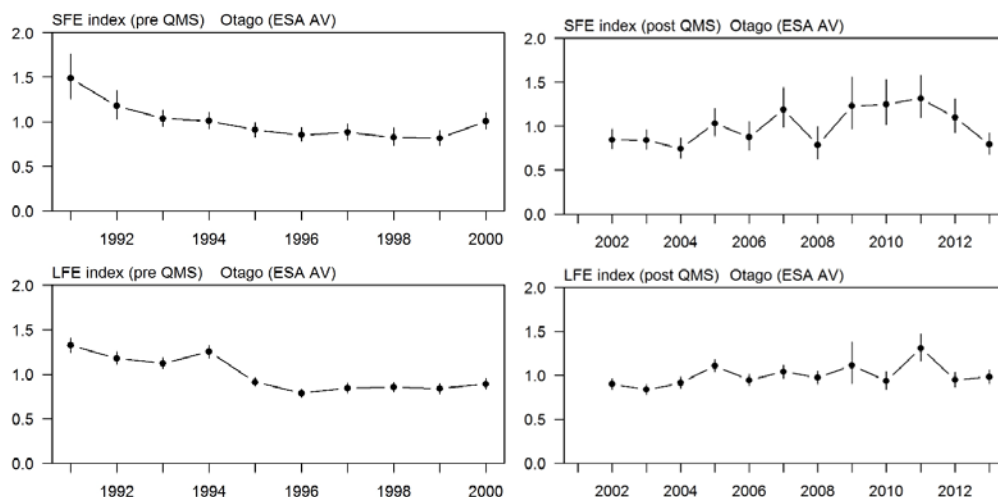 SFE index (pre QMS) Otago (ESA AV)
2.0
1.5
1.0
0.5
0.0
1992 1994 1996 1998 2000
SFE index (post QMS) Otago (ESA AV)
2.0
1.5
1.0
0.5
0.0
2002 2004 2006 2008 2010 2012
LFE index (pre QMS) Otago (ESA AV)
2.0
1.5
1.0
0.5
0.0
1992 1994 1996 1998 2000
LFE index (post QMS) Otago (ESA AV)
2.0
1.5
1.0
0.5
0.0
2002 2004 2006 2008 2010 2012